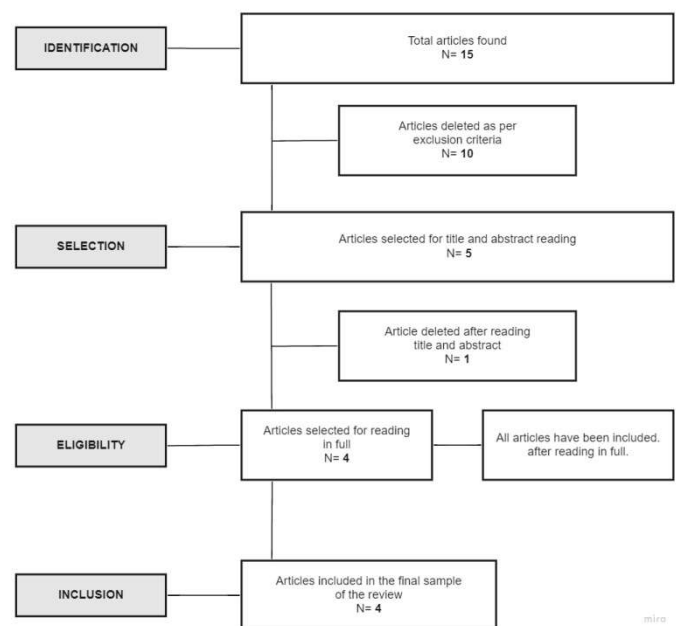 IDENTIFICATION
Total articles found
N= 15
Articles deleted as per
exclusion criteria
N= 10
SELECTION
Articles selected for title and abstract reading
N= 5
Article deleted after reading
title and abstract
N= 1
ELIGIBILITY
Articles selected for reading
in full
N= 4
All articles have been included.
after reading in full.
INCLUSION
Articles included in the final sample
of the review
N= 4
miro